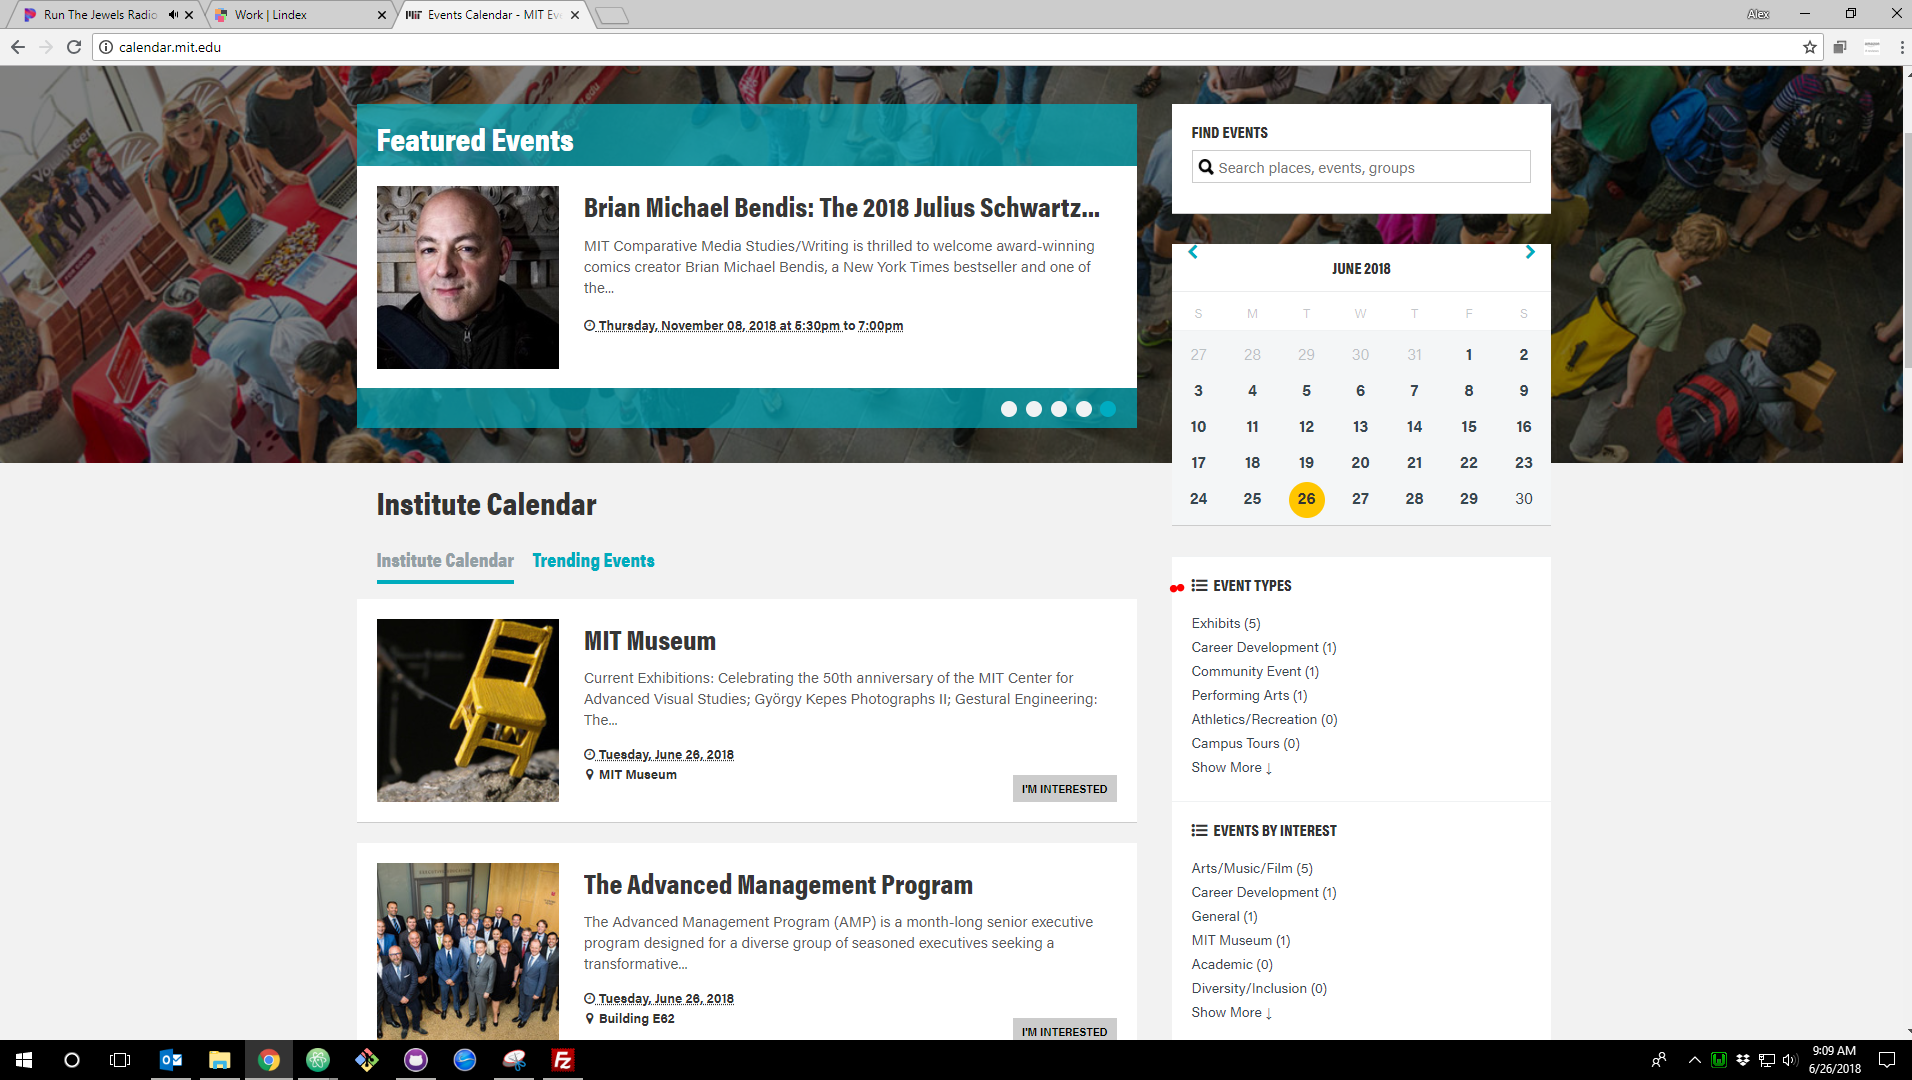 Run The Jewels Radio
Work | Lindex
Events Calendar - MIT Ev
Alex
calendar.mit.edu
Featured Events
Brian Michael Bendis: The 2018 Julius Schwartz...
MIT Comparative Media Studies/Writing is thrilled to welcome award-winning
comics creator Brian Michael Bendis, a New York Times bestseller and one of
the...
Thursday, November 08, 2018 at 5:30pm to 7:00pm
FIND EVENTS
Search places, events, groups
JUNE 2018
S M T W T F S
27 28 29 30 31 1 2
3 4 5 6 7 8 9
10 11 12 13 14 15 16
17 18 19 20 21 22 23
24 25 26 27 28 29 30
Institute Calendar
Institute Calendar Trending Events
MIT Museum
Current Exhibitions: Celebrating the 50th anniversary of the MIT Center for
Advanced Visual Studies; György Kepes Photographs II; Gestural Engineering:
The...
Tuesday, June 26, 2018
MIT Museum
I'M INTERESTED
The Advanced Management Program
The Advanced Management Program (AMP) is a month-long senior executive
program designed for a diverse group of seasoned executives seeking a
transformative...
Tuesday, June 26, 2018
Building E62
I'M INTERESTED
EVENT TYPES
Exhibits (5)
Career Development (1)
Community Event (1)
Performing Arts (1)
Athletics/Recreation (0)
Campus Tours (0)
Show More ↓
EVENTS BY INTEREST
Arts/Music/Film (5)
Career Development (1)
General (1)
MIT Museum (1)
Academic (0)
Diversity/Inclusion (0)
Show More ↓
9:09 AM
6/26/2018